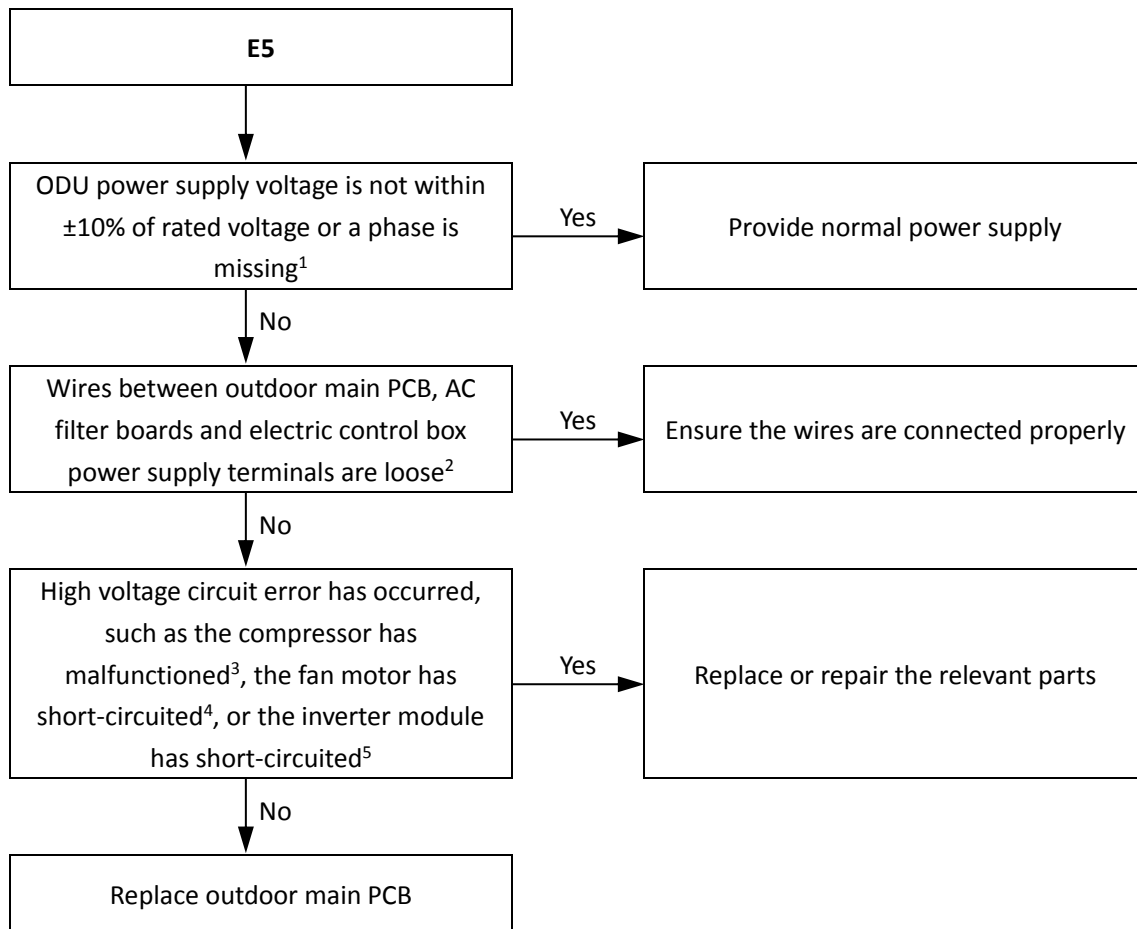 E5
ODU power supply voltage is not within
±10% of rated voltage or a phase is
missing¹
Yes
Provide normal power supply
No
Wires between outdoor main PCB, AC
filter boards and electric control box
power supply terminals are loose²
Yes
Ensure the wires are connected properly
No
High voltage circuit error has occurred,
such as the compressor has
malfunctioned³, the fan motor has
short-circuited⁴, or the inverter module
has short-circuited⁵
Yes
Replace or repair the relevant parts
No
Replace outdoor main PCB